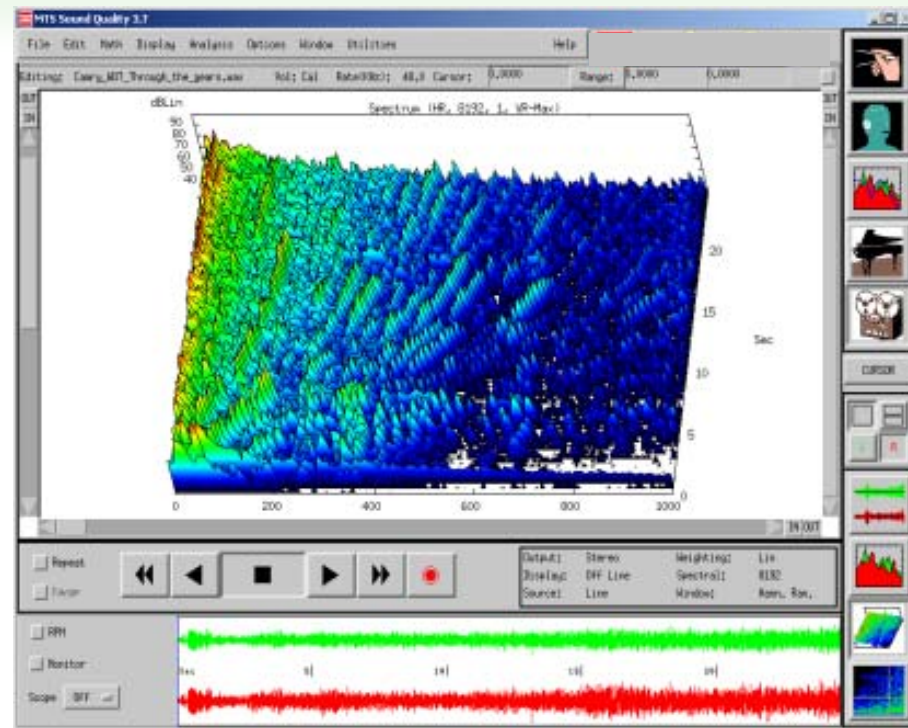 MTS Sound Quality 3.7
File Edit Math Display Analysis Options Window Utilities Help
Editing: Camry_WOT_Through_the_gears.wav Vol: Cal Rate(KHz): 48.0 Cursor: 0.0000 Range: 0.0000 0.0000
OUT
IN
OUT
IN
dBLin
Spectrum (HR, 8192, 1, WR-Max)
90
80
70
60
50
40
20
15
Sec
10
5
0
0 200 400 600 800 1000
IN OUT
CURSOR
R
Repeat
Output: Stereo Weighting: Lin
Display: Off Line Spectral: 8192
Source: Line Window:
RPM
Monitor
Scope OFF
Sec 5|